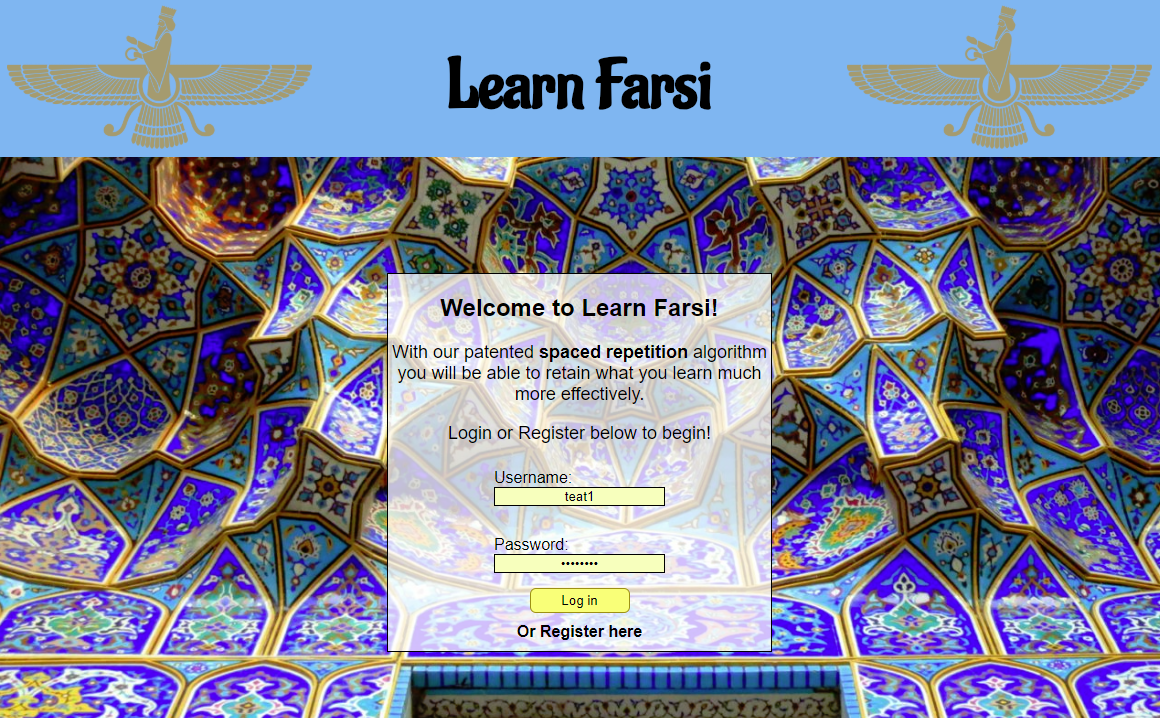 Learn Farsi
Welcome to Learn Farsi!
With our patented spaced repetition algorithm
you will be able to retain what you learn much
more effectively.
Login or Register below to begin!
Username:
teat1
Password:
••••••••
Log in
Or Register here